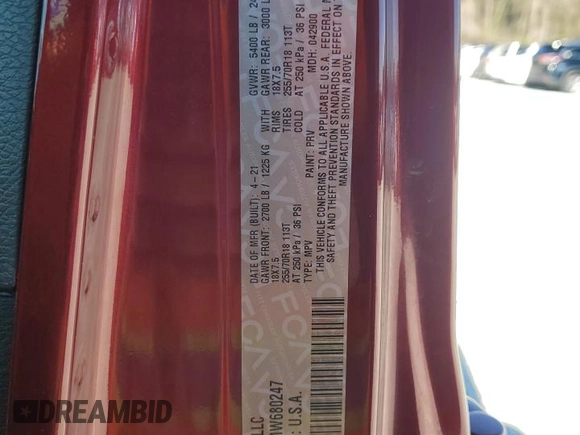 LLC
DATE OF MFR (BUILT): 4-21 GVWR: 5400 LB / 24
GAWR FRONT: 2700 LB / 1225 KG WITH GAWR REAR: 3000 L
18X7.5 RIMS 18X7.5
255/70R18 113T TIRES 255/70R18 113T
AT 250 kPa / 36 PSI COLD AT 250 kPa / 36 PSI
W680247 TYPE: MPV PAINT: PRV MDH: 042900
: U.S.A. THIS VEHICLE CONFORMS TO ALL APPLICABLE U.S.A. FEDERAL M
SAFETY AND THEFT PREVENTION STANDARDS IN EFFECT ON
MANUFACTURE SHOWN ABOVE.
DREAMBID